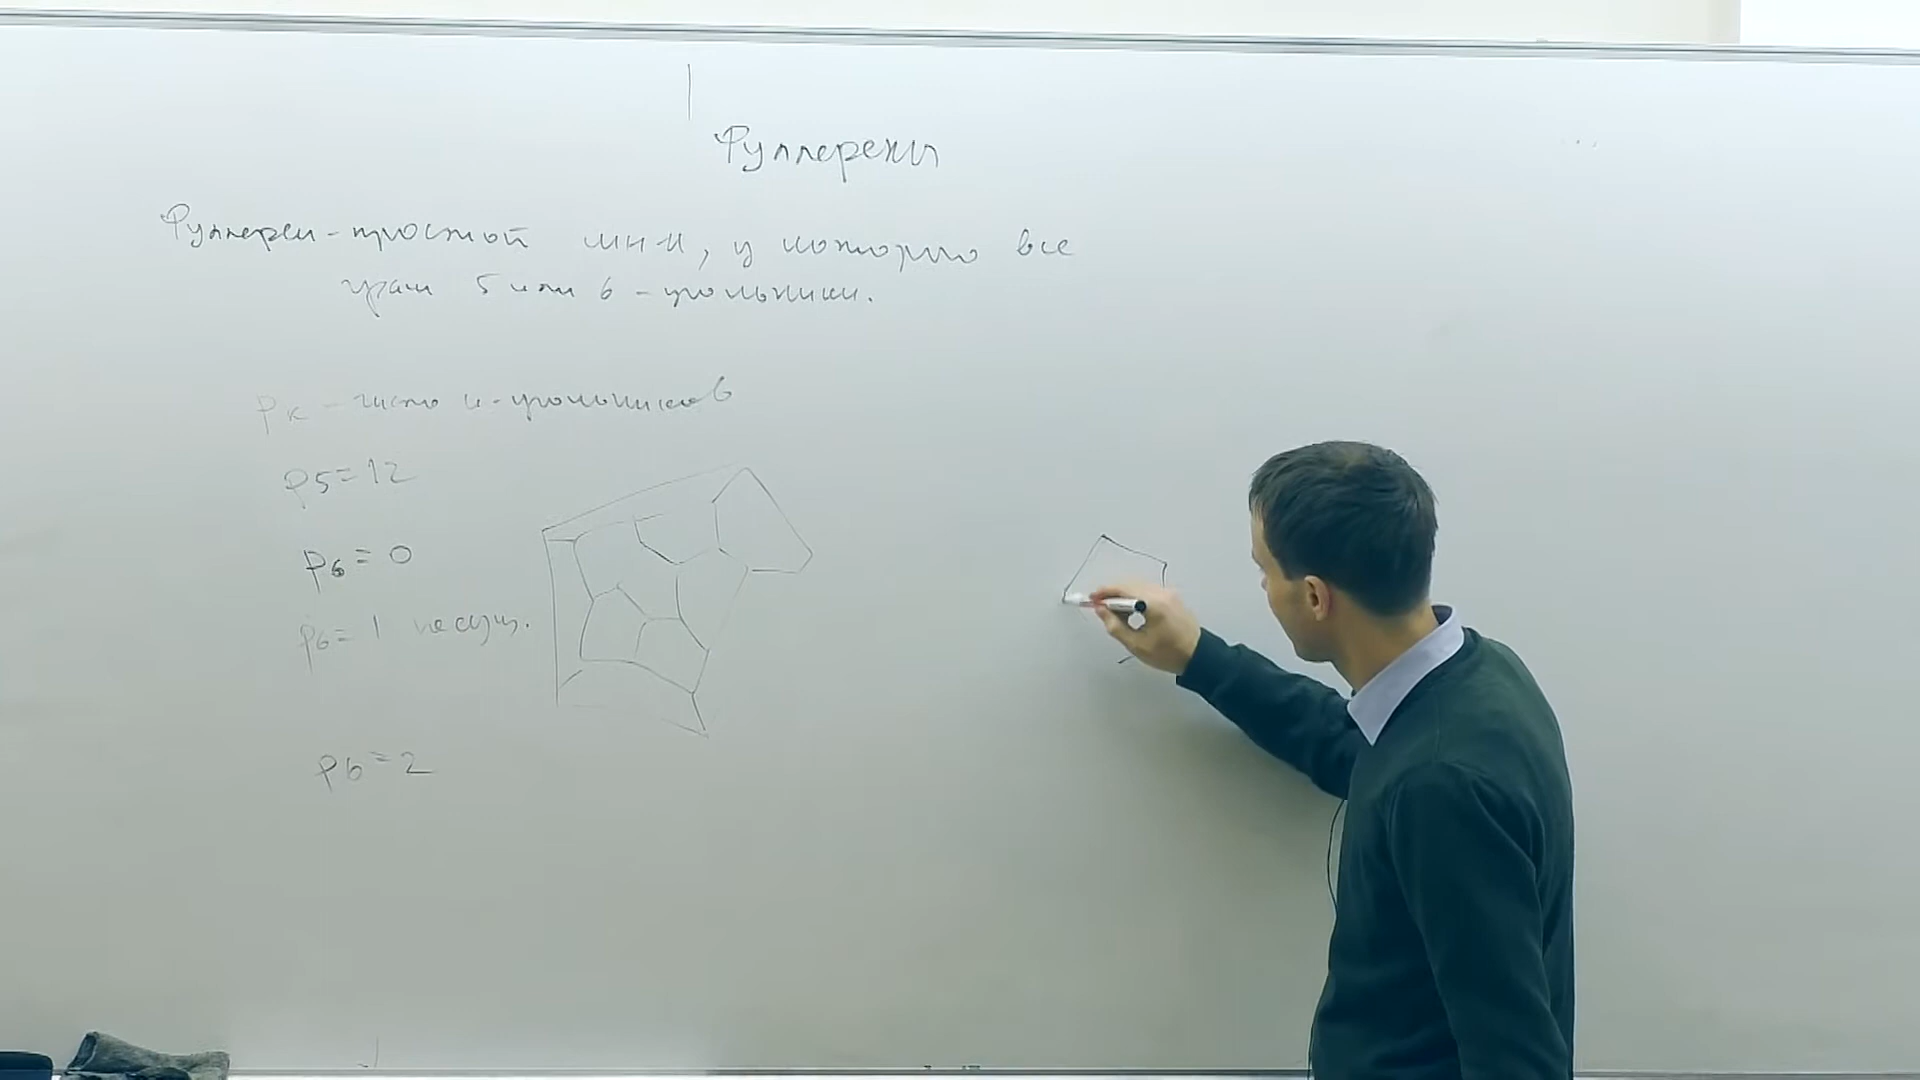 Фуллерены
Фуллерен - простой мн-к, у которого все
грани 5 или 6 - угольники.
pк - число к-угольников
p5=12
p6=0
p6=1 не сущ.
p6=2